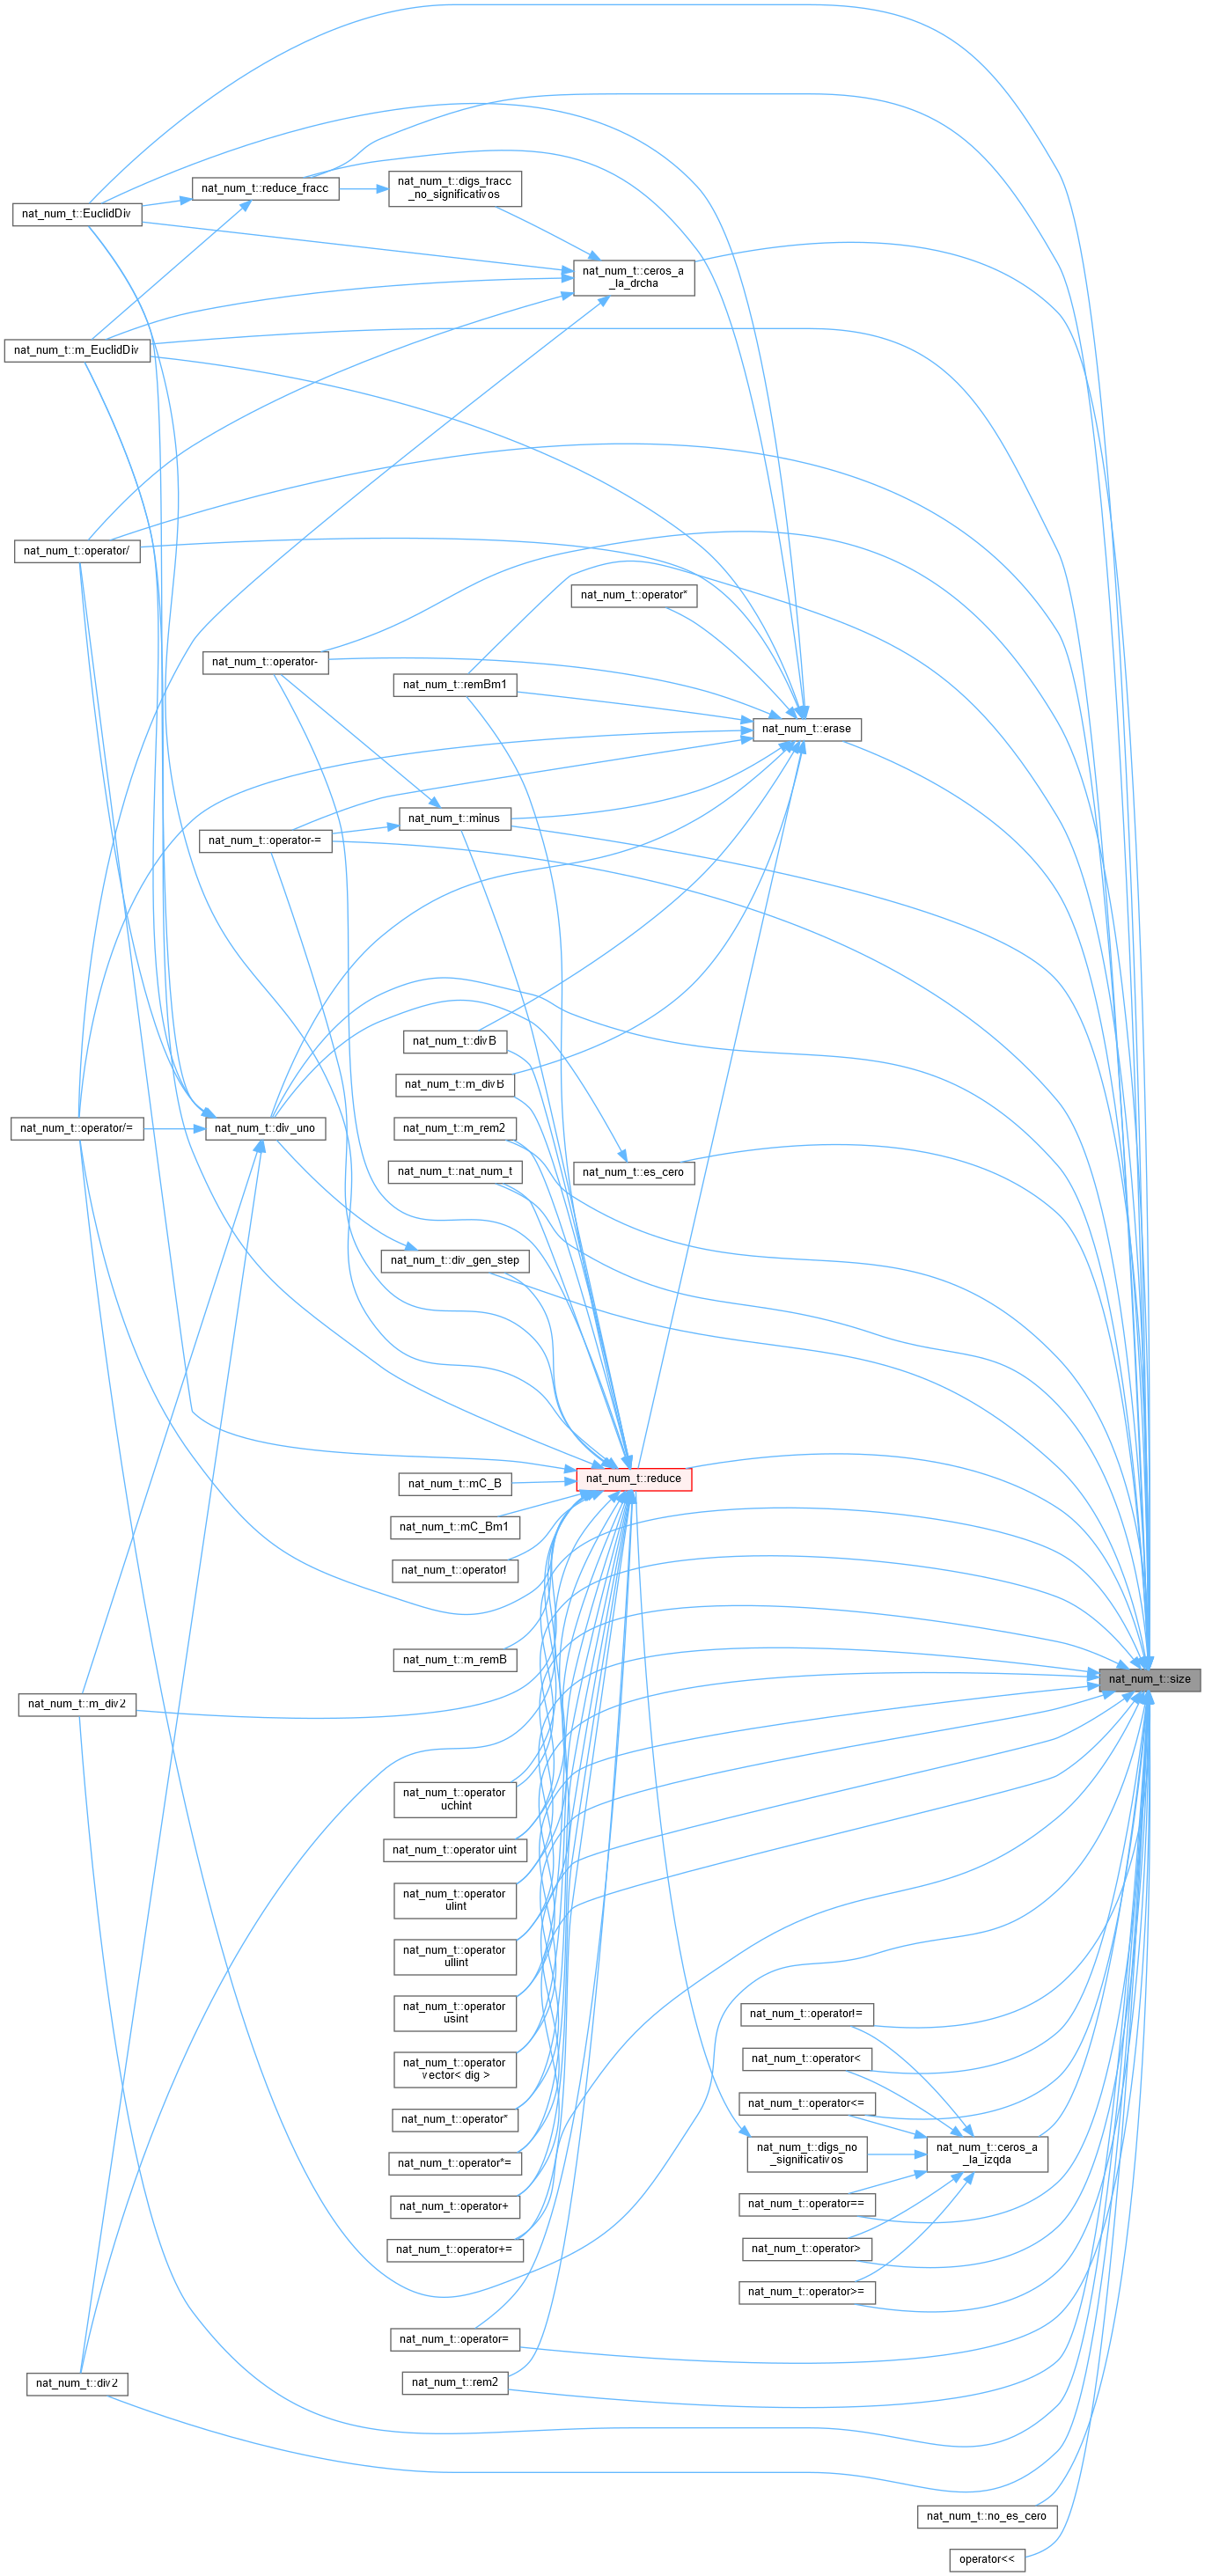 nat_num_t::reduce_fracc
nat_num_t::digs_fracc
_no_significativos
nat_num_t::EuclidDiv
nat_num_t::ceros_a
_la_drcha
nat_num_t::m_EuclidDiv
nat_num_t::operator/
nat_num_t::operator*
nat_num_t::operator-
nat_num_t::remBm1
nat_num_t::erase
nat_num_t::minus
nat_num_t::operator-=
nat_num_t::divB
nat_num_t::m_divB
nat_num_t::operator/=
nat_num_t::div_uno
nat_num_t::m_rem2
nat_num_t::nat_num_t
nat_num_t::es_cero
nat_num_t::div_gen_step
nat_num_t::reduce
nat_num_t::mC_B
nat_num_t::mC_Bm1
nat_num_t::operator!
nat_num_t::m_remB
nat_num_t::size
nat_num_t::m_div2
nat_num_t::operator
uchint
nat_num_t::operator uint
nat_num_t::operator
ulint
nat_num_t::operator
ullint
nat_num_t::operator
usint
nat_num_t::operator!=
nat_num_t::operator<
nat_num_t::operator
vector< dig >
nat_num_t::operator<=
nat_num_t::operator*
nat_num_t::digs_no
_significativos
nat_num_t::ceros_a
_la_izqda
nat_num_t::operator*=
nat_num_t::operator+
nat_num_t::operator==
nat_num_t::operator+=
nat_num_t::operator>
nat_num_t::operator>=
nat_num_t::operator=
nat_num_t::rem2
nat_num_t::div2
nat_num_t::no_es_cero
operator<<